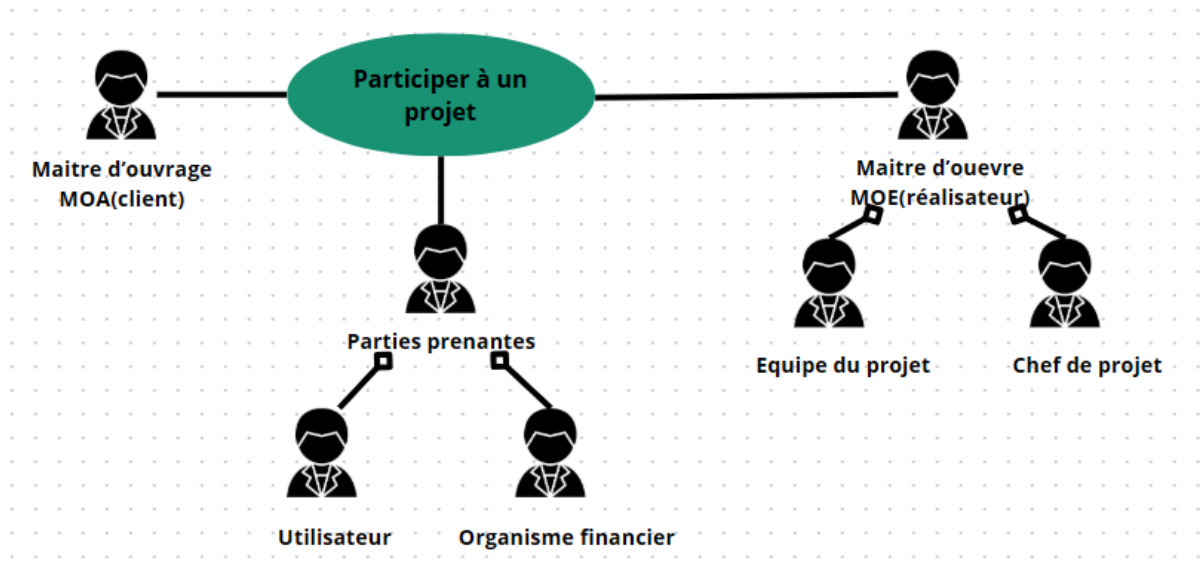 Participer à un
projet
Maitre d’ouvrage
MOA(client)
Maitre d’ouevre
MOE(réalisateur)
Parties prenantes
Equipe du projet
Chef de projet
Utilisateur
Organisme financier